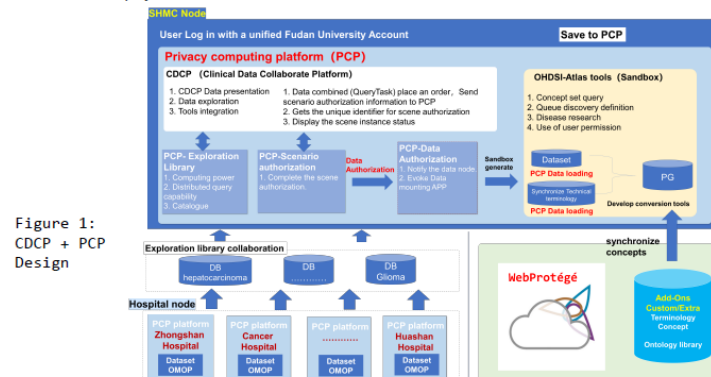 SHMC Node
User Log in with a unified Fudan University Account
Save to PCP
Privacy computing platform（PCP）
CDCP （Clinical Data Collaborate Platform）
1. CDCP Data presentation
2. Data exploration
3. Tools integration
1. Data combined (QueryTask) place an order，Send
scenario authorization information to PCP
2. Gets the unique identifier for scene authorization
3. Display the scene instance status
OHDSI-Atlas tools（Sandbox）
1. Concept set query
2. Queue discovery definition
3. Disease research
4. Use of user permission
PCP- Exploration
Library
1. Computing power
2. Distributed query
capability
3. Catalogue
PCP-Scenario
authorization
1. Complete the scene
authorization.
Data
Authorization
PCP-Data
Authorization
1. Notify the data node.
2. Evoke Data
mounting APP
Sandbox
generate
Dataset
PCP Data loading
Synchronize Technical
terminology
PCP Data loading
PG
Develop conversion tools
Figure 1:
CDCP + PCP
Design
Exploration library collaboration
DB
hepatocarcinoma
DB
............
DB
Glioma
synchronize
concepts
WebProtégé
Add-Ons
Custom/Extra
Terminology
Concept
Ontology library
Hospital node
PCP platform
Zhongshan
Hospital
Dataset
OMOP
PCP platform
Cancer
Hospital
Dataset
OMOP
PCP platform
............
Dataset
OMOP
PCP platform
Huashan
Hospital
Dataset
OMOP